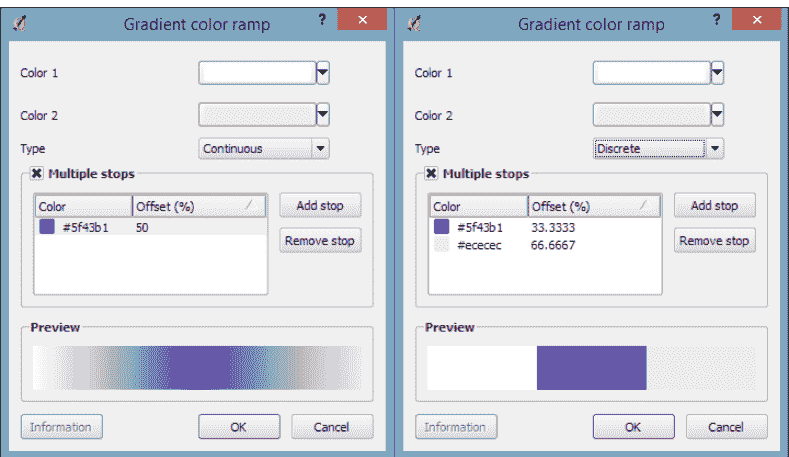 Gradient color ramp ? ×
Color 1
Color 2
Type Continuous
Multiple stops
Color Offset (%)
#5f43b1 50
Add stop
Remove stop
Preview
Information OK Cancel
Gradient color ramp ? ×
Color 1
Color 2
Type Discrete
Multiple stops
Color Offset (%)
#5f43b1 33.3333
#ececec 66.6667
Add stop
Remove stop
Preview
Information OK Cancel